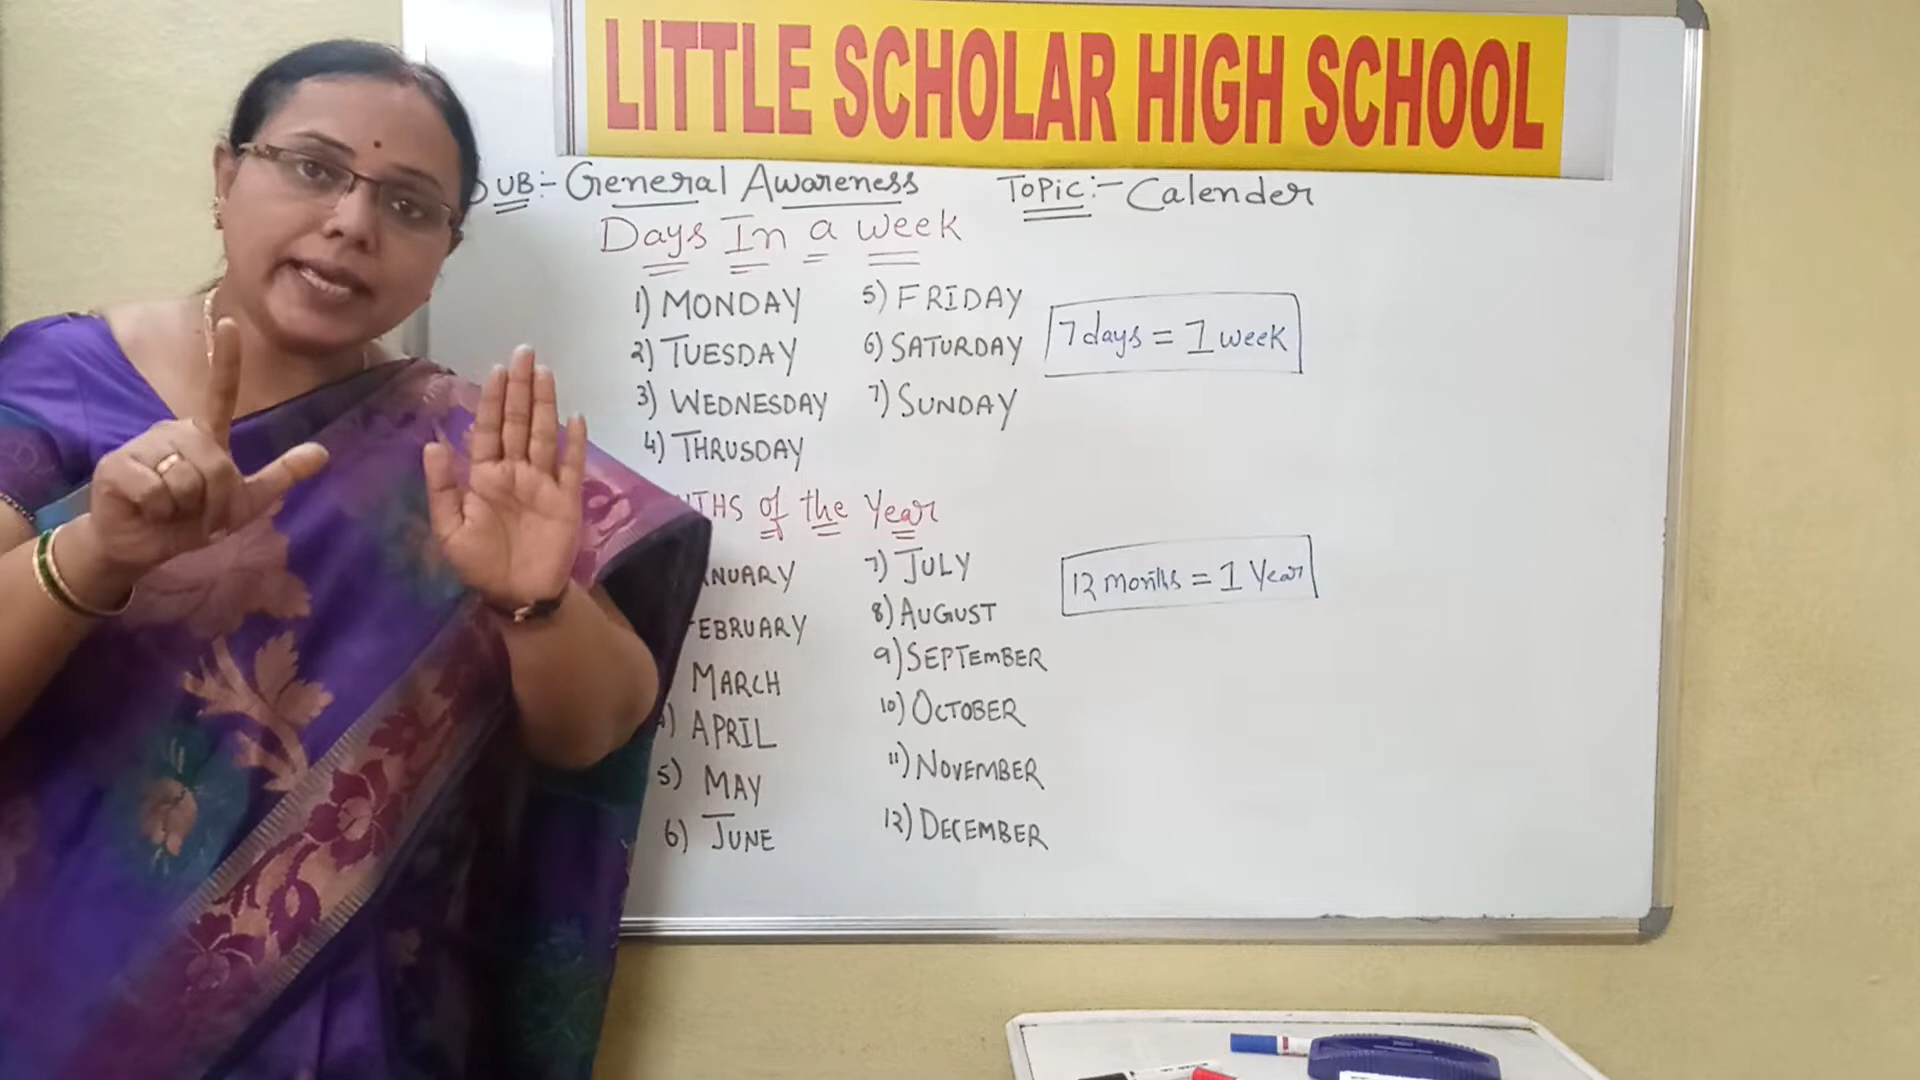 LITTLE SCHOLAR HIGH SCHOOL
UB:- General Awareness Topic:- Calender
Days In a week
1) MONDAY 5) FRIDAY
2) TUESDAY 6) SATURDAY
3) WEDNESDAY 7) SUNDAY
4) THRUSDAY
7 days = 1 week
THS of the Year
NUARY 7) JULY
EBRUARY 8) AUGUST
MARCH 9) SEPTEMBER
) APRIL 10) OCTOBER
5) MAY 11) NOVEMBER
6) JUNE 12) DECEMBER
12 months = 1 Year